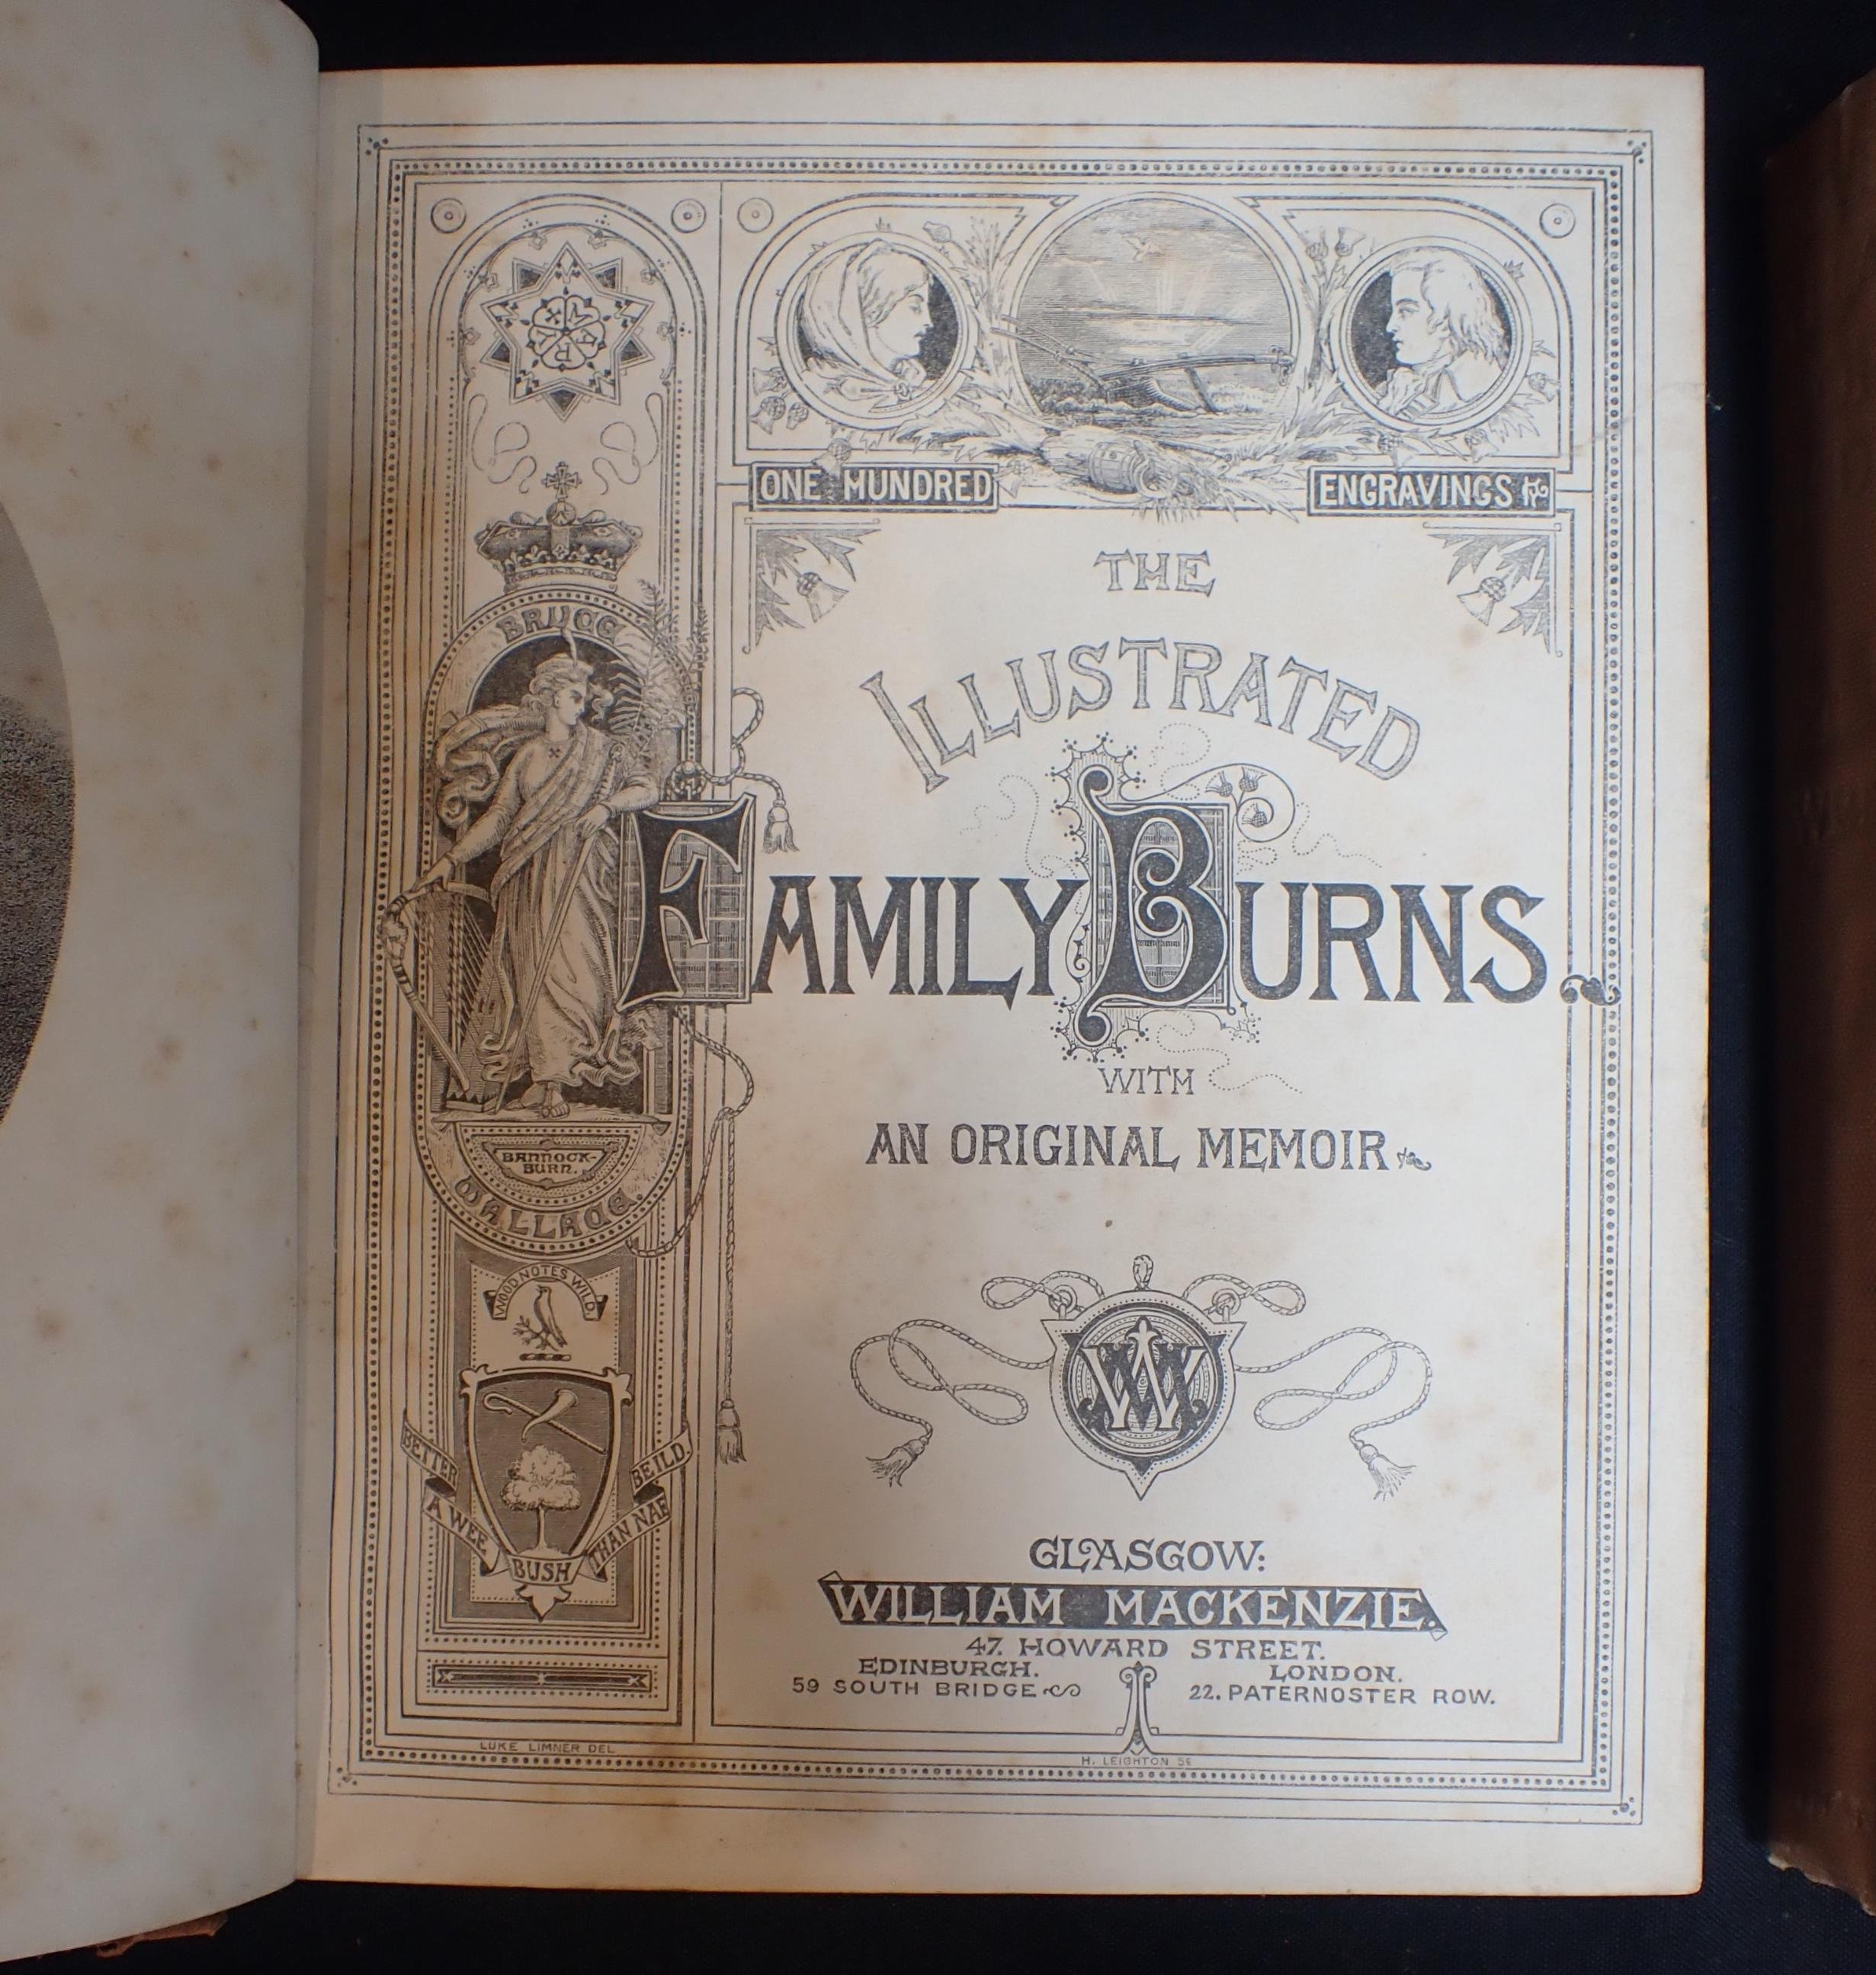 ONE HUNDRED
ENGRAVINGS
THE
ILLUSTRATED
FAMILY BURNS.
WITH
AN ORIGINAL MEMOIR
BRUCE
BANNOCK-
BURN.
WALLACE.
WOOD NOTES WILD.
BETTER
A WEE
BUSH
THAN NAE
BEILD.
GLASGOW:
WILLIAM MACKENZIE.
47. HOWARD STREET.
EDINBURGH.
59 SOUTH BRIDGE
LONDON.
22. PATERNOSTER ROW.
LUKE LIMNER DEL
H. LEIGHTON SC